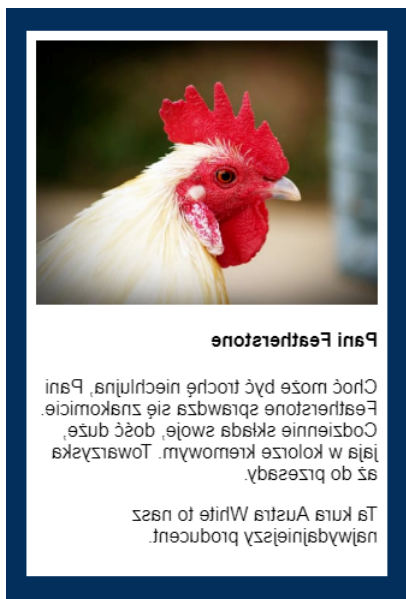 Pani Featherstone
Choć może być trochę niechlujna, Pani
Featherstone sprawdza się znakomicie.
Codziennie składa swoje, dość duże,
jaja w kolorze kremowym. Towarzyska
aż do przesady.
Ta kura Austra White to nasz
najwydajniejszy producent.